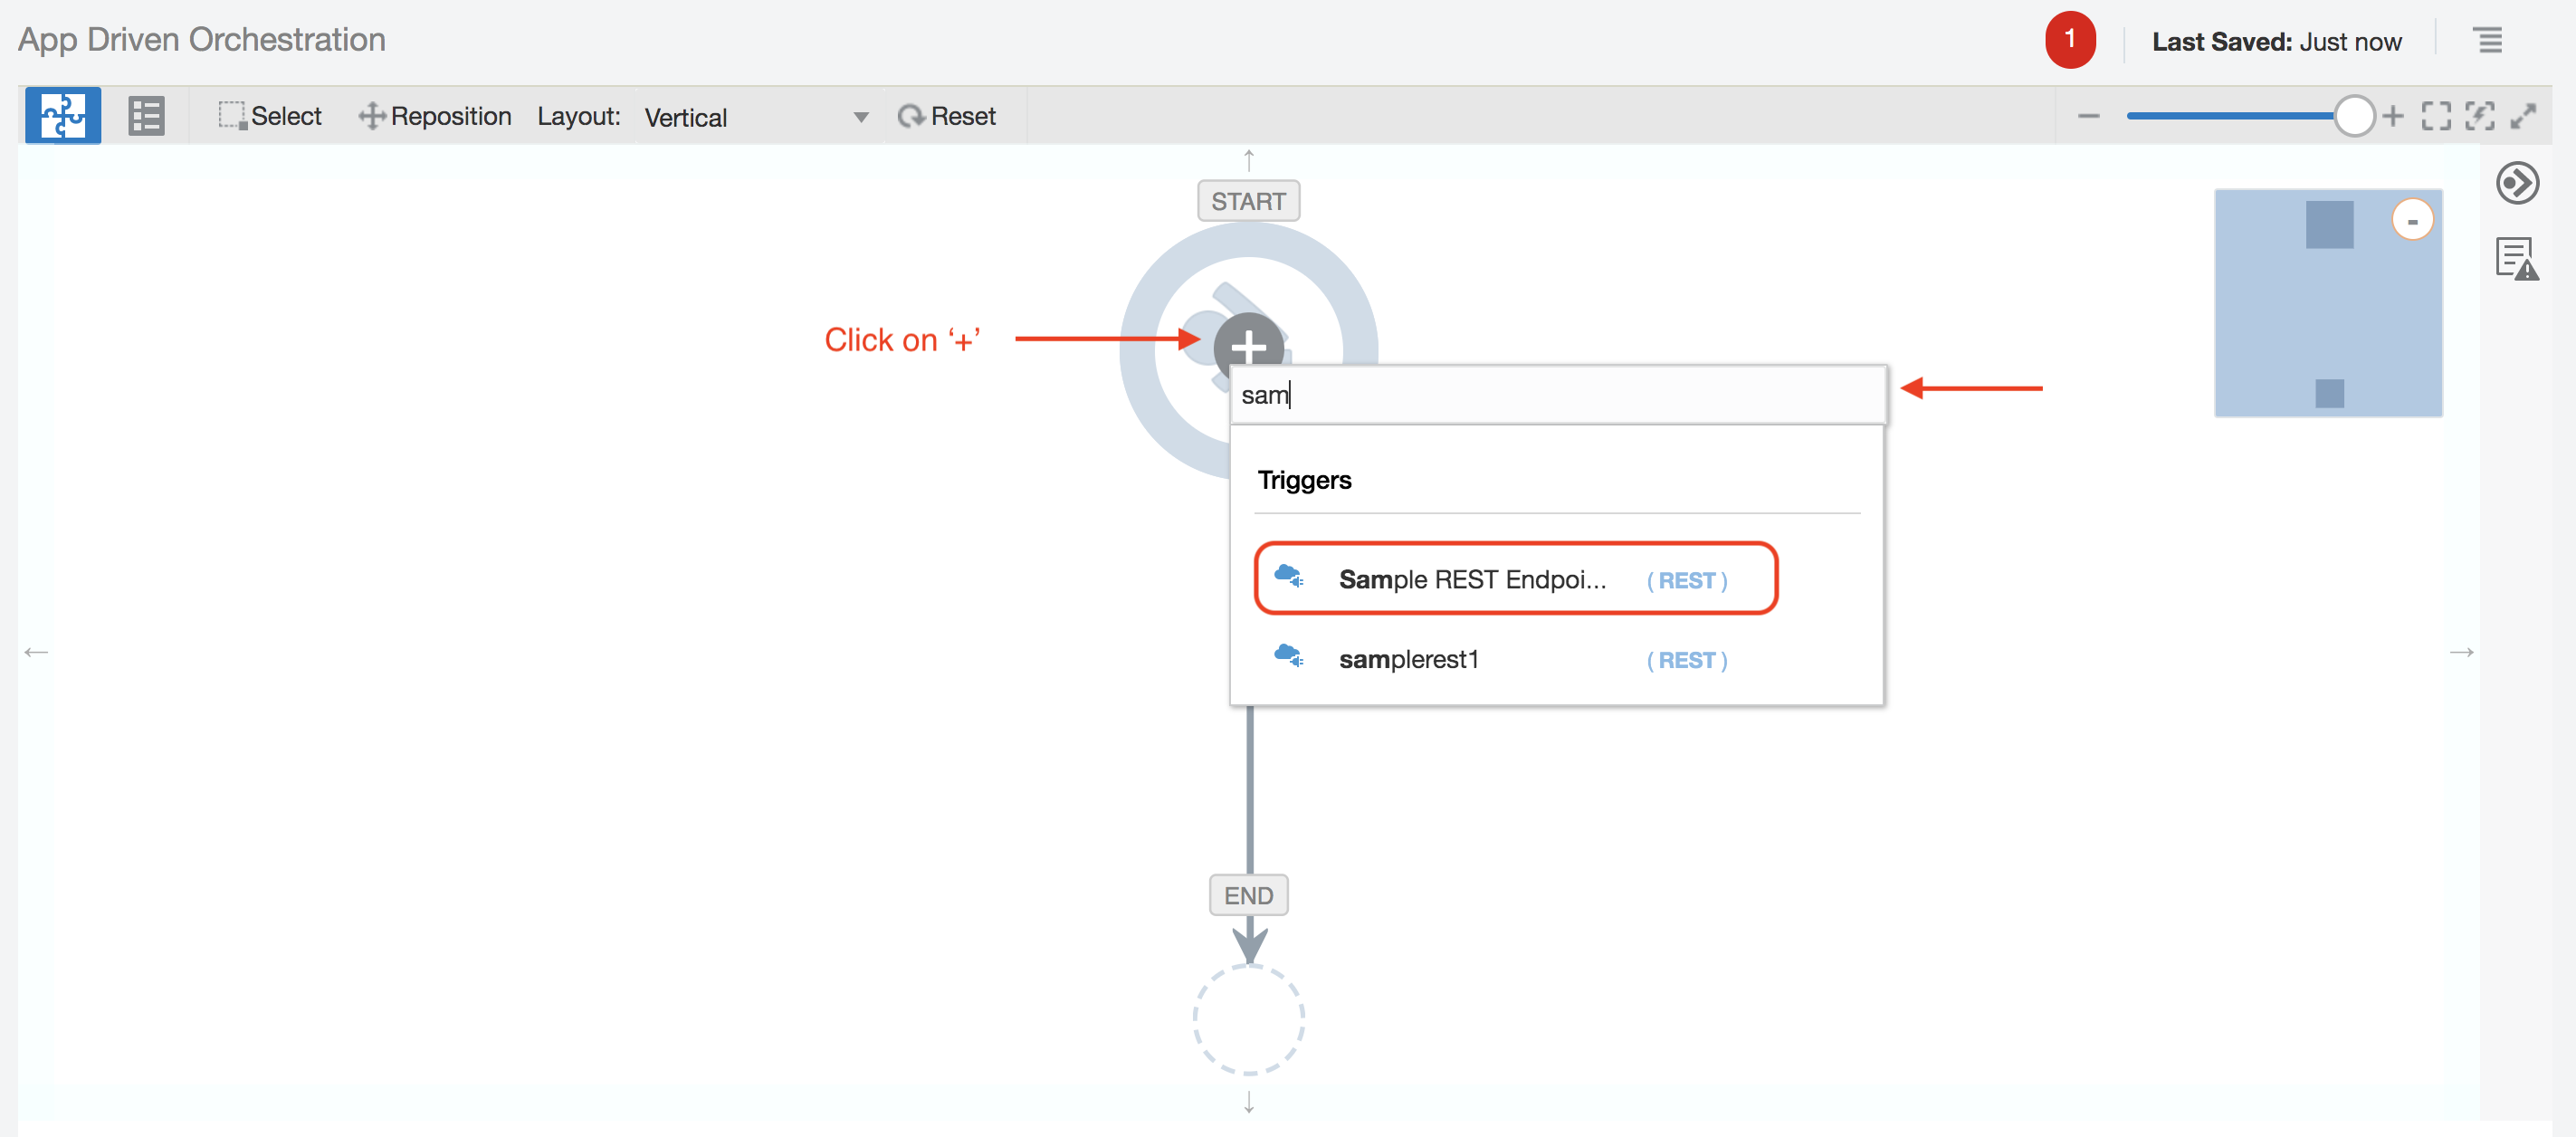 App Driven Orchestration
1
Last Saved: Just now
Select
Reposition
Layout:
Vertical
Reset
START
Click on ‘+’
sam
Triggers
Sample REST Endpoi... ( REST )
samplerest1 ( REST )
END